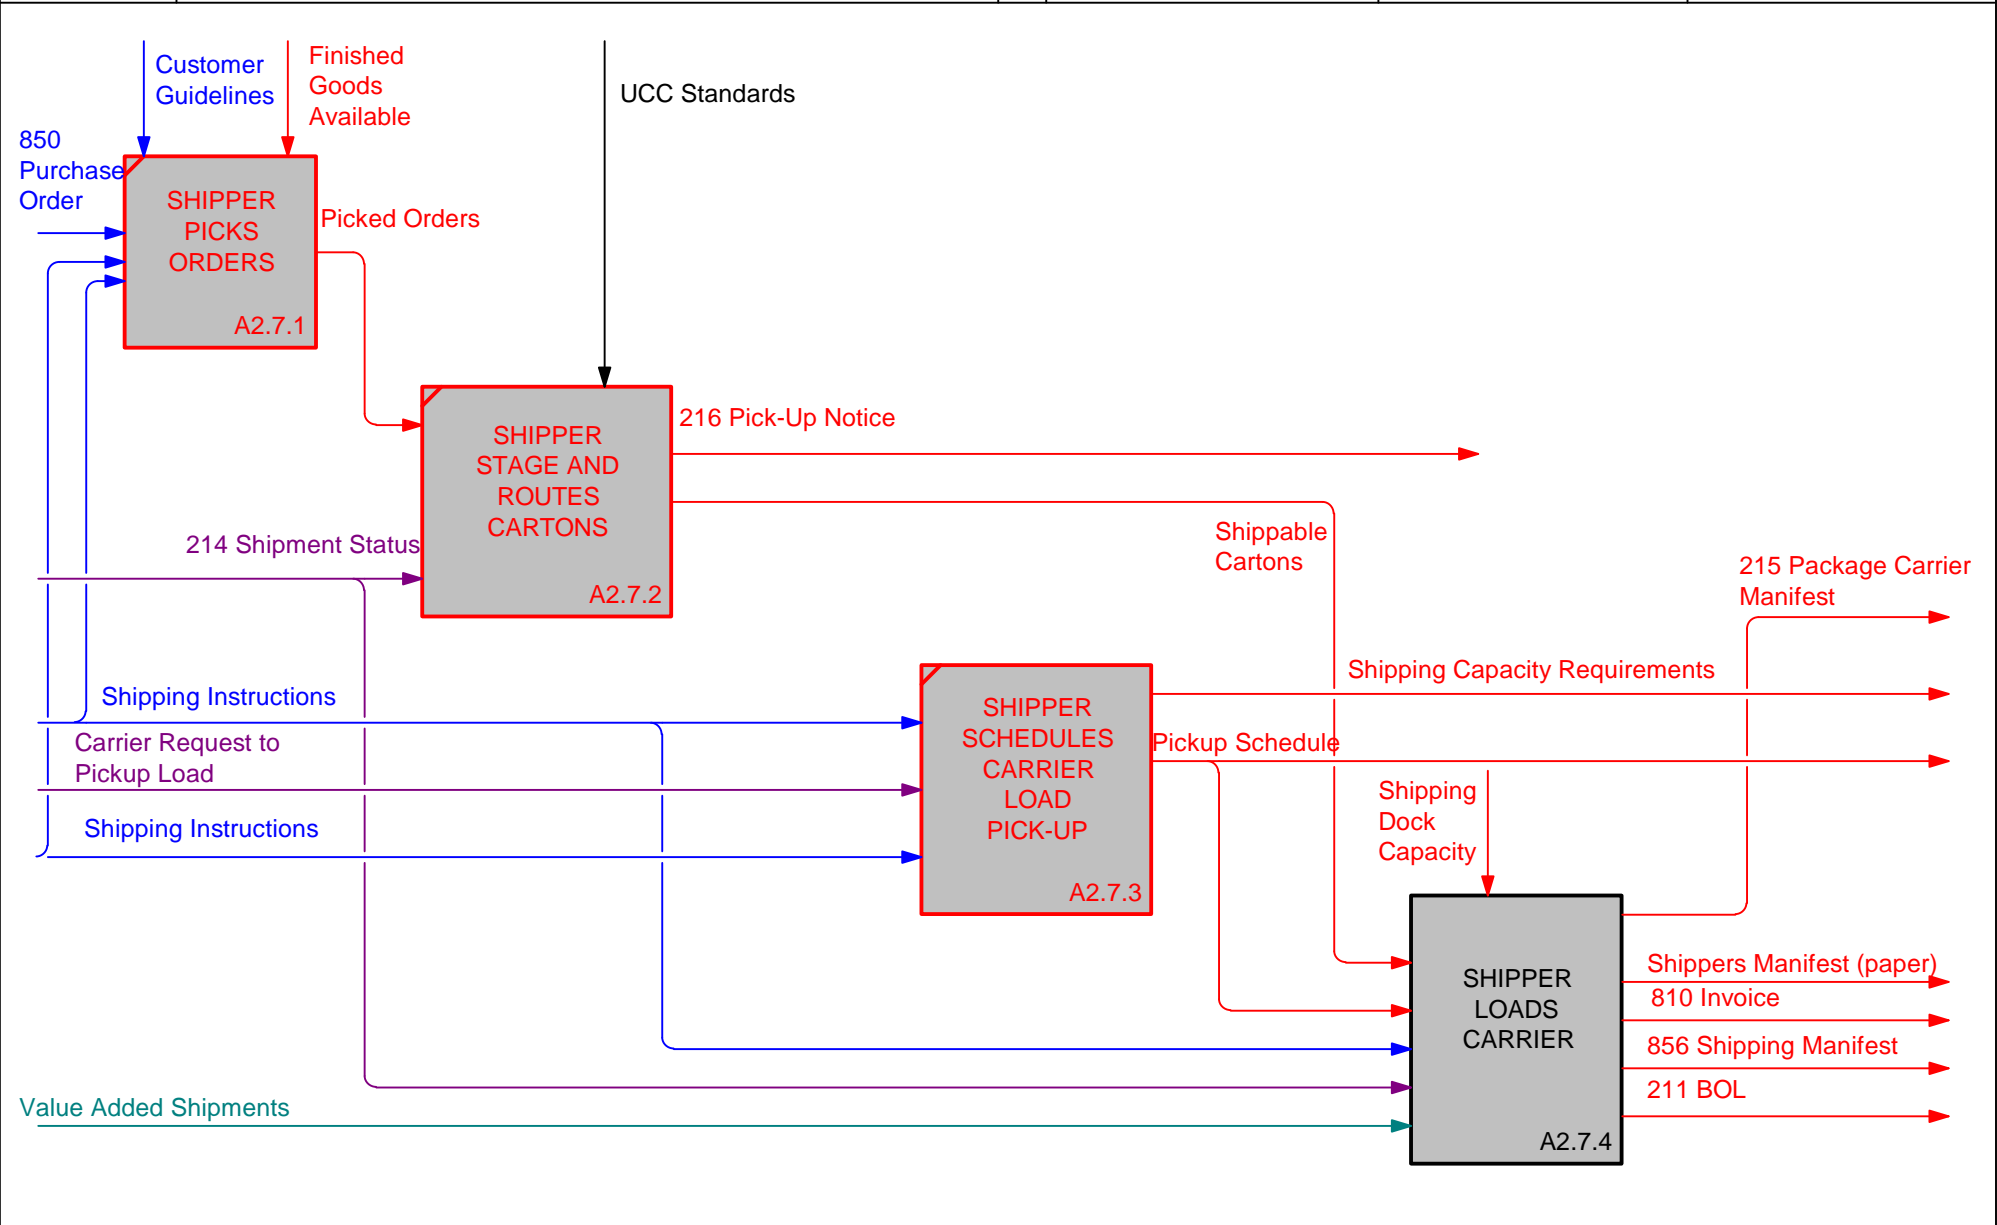 Customer
Guidelines
Finished
Goods
Available
UCC Standards
850
Purchase
Order
SHIPPER
PICKS
ORDERS
A2.7.1
Picked Orders
SHIPPER
STAGE AND
ROUTES
CARTONS
A2.7.2
216 Pick-Up Notice
214 Shipment Status
Shippable
Cartons
215 Package Carrier
Manifest
Shipping Instructions
Carrier Request to
Pickup Load
Shipping Instructions
SHIPPER
SCHEDULES
CARRIER
LOAD
PICK-UP
A2.7.3
Shipping Capacity Requirements
Pickup Schedule
Shipping
Dock
Capacity
SHIPPER
LOADS
CARRIER
A2.7.4
Shippers Manifest (paper)
810 Invoice
856 Shipping Manifest
211 BOL
Value Added Shipments